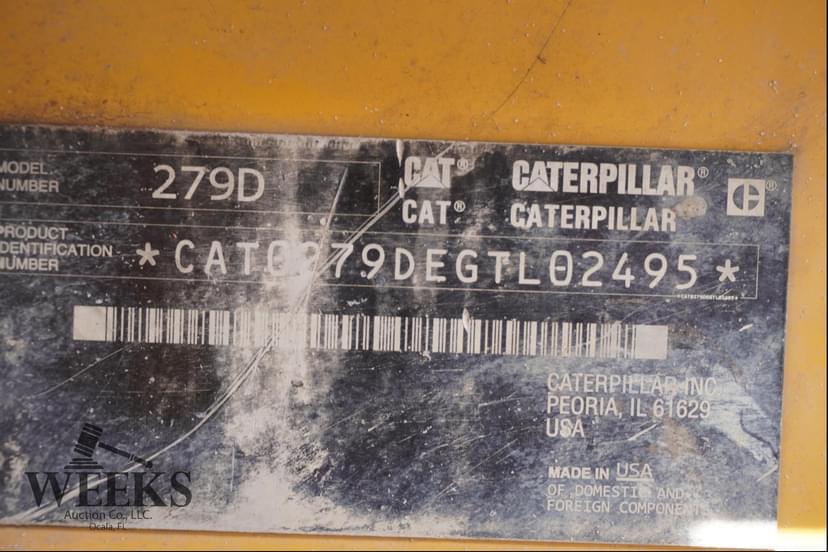 MODEL NUMBER 279D
CAT® CATERPILLAR®
CAT® CATERPILLAR
PRODUCT IDENTIFICATION NUMBER *CAT0279DEGTL02495*
*CAT0279DEGTL02495*
CATERPILLAR INC.
PEORIA, IL 61629
USA
MADE IN USA
OF DOMESTIC AND
FOREIGN COMPONENTS
WEEKS
Auction Co., LLC.
Ocala, FL